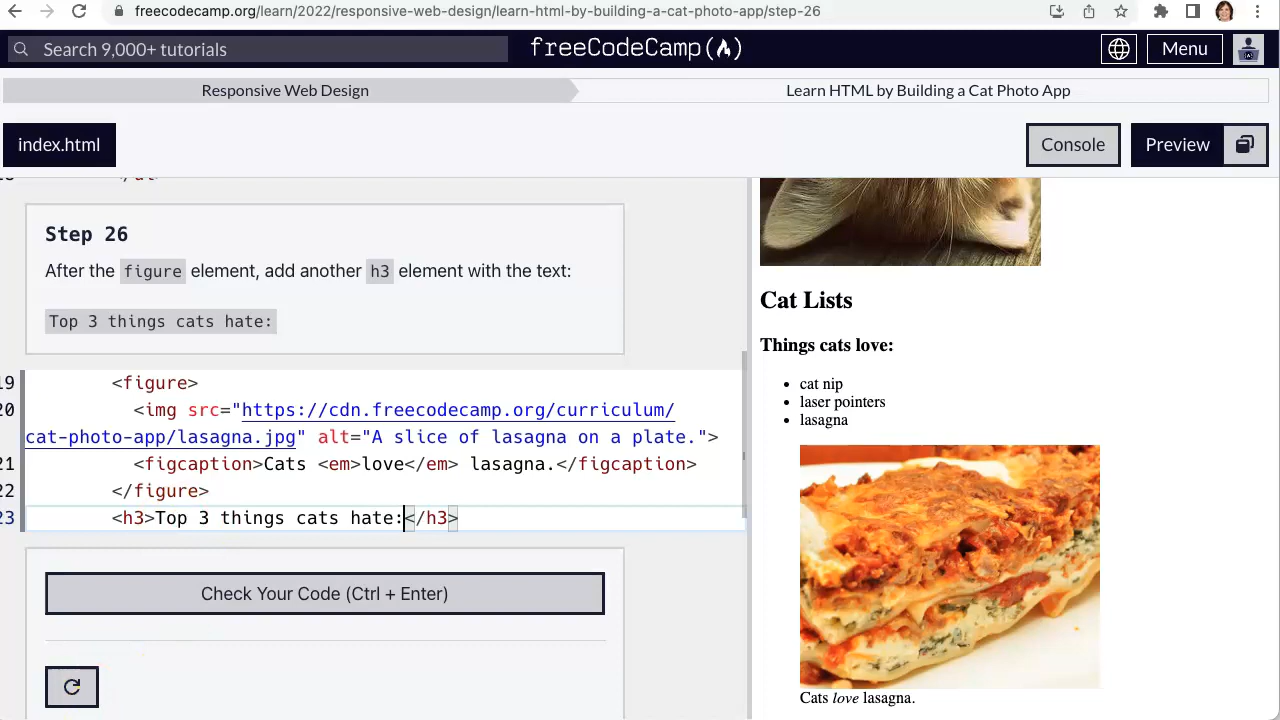 freecodecamp.org/learn/2022/responsive-web-design/learn-html-by-building-a-cat-photo-app/step-26
Search 9,000+ tutorials
freeCodeCamp
Menu
Responsive Web Design
Learn HTML by Building a Cat Photo App
index.html
Console
Preview
Step 26
After the figure element, add another h3 element with the text:
Top 3 things cats hate:
19 <figure>
20 <img src="https://cdn.freecodecamp.org/curriculum/
cat-photo-app/lasagna.jpg" alt="A slice of lasagna on a plate.">
21 <figcaption>Cats <em>love</em> lasagna.</figcaption>
22 </figure>
23 <h3>Top 3 things cats hate:</h3>
Check Your Code (Ctrl + Enter)
Cat Lists
Things cats love:
• cat nip
• laser pointers
• lasagna
Cats love lasagna.